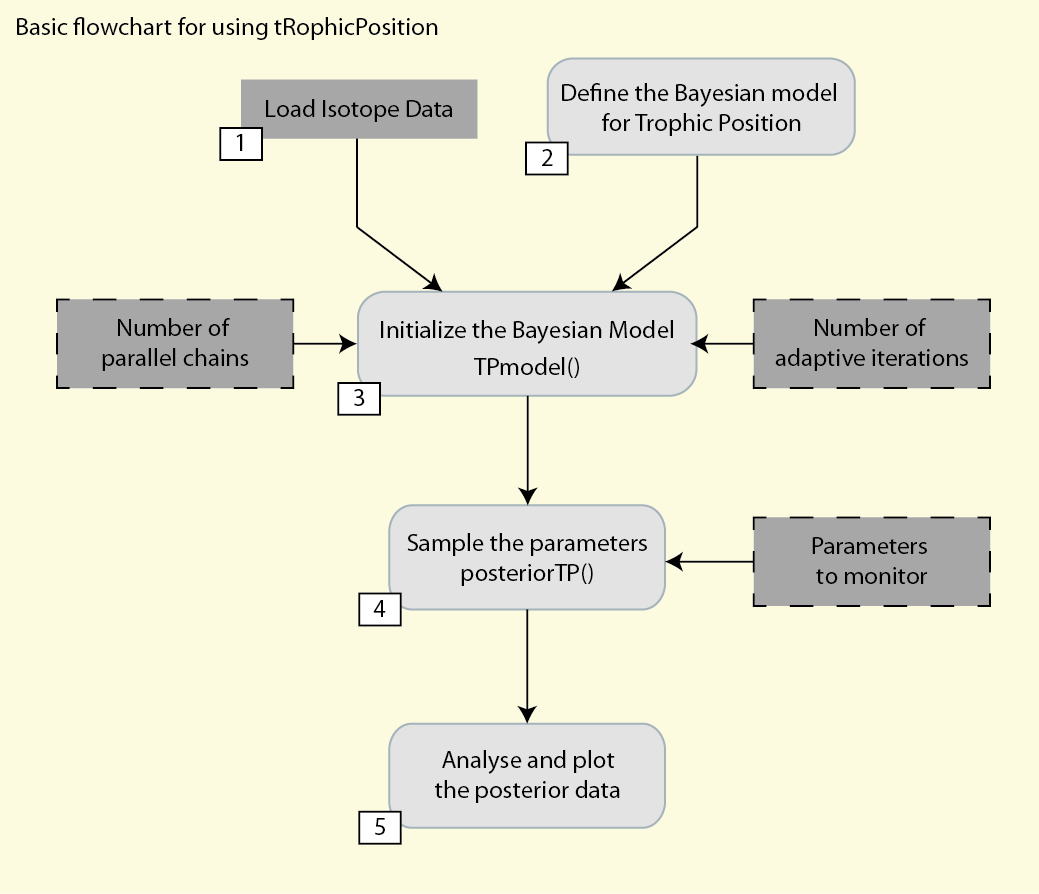 Basic flowchart for using tRophicPosition
Load Isotope Data
1
Define the Bayesian model
for Trophic Position
2
Number of
parallel chains
Initialize the Bayesian Model
TPmodel()
3
Number of
adaptive iterations
Sample the parameters
posteriorTP()
4
Parameters
to monitor
Analyse and plot
the posterior data
5